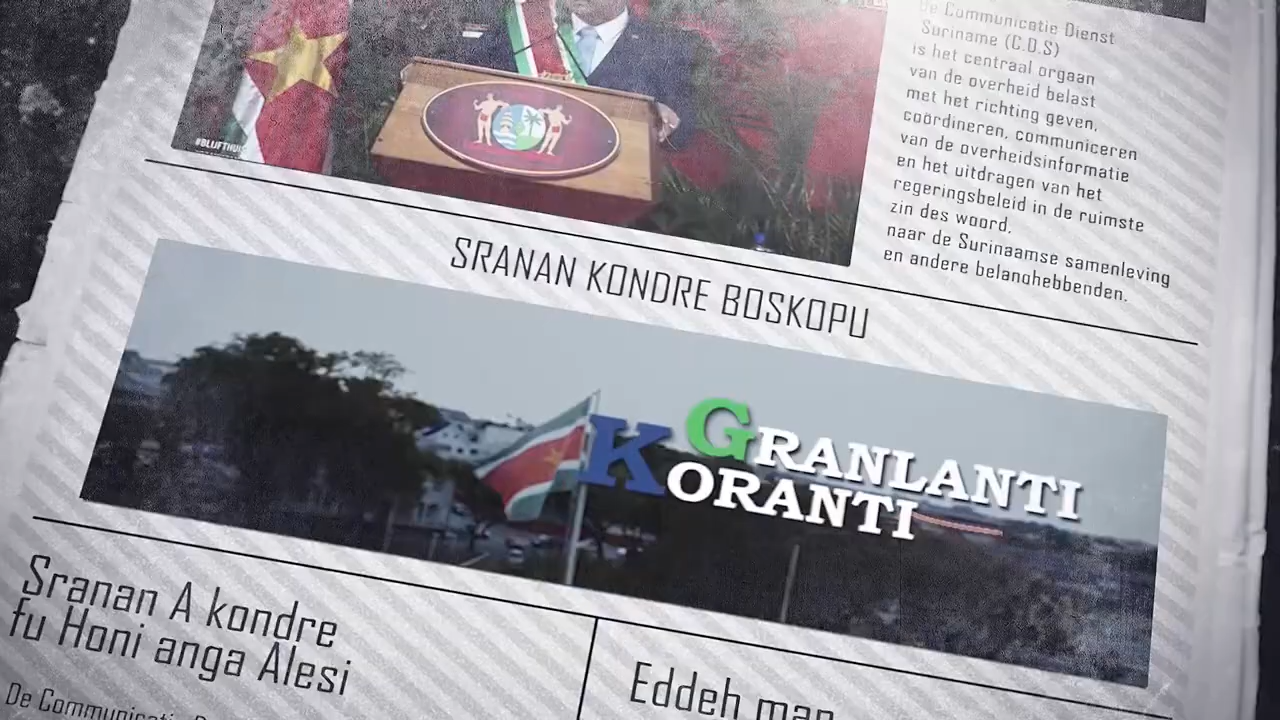 #BLIJFTHUIS
De Communicatie Dienst
Suriname (C.D.S)
is het centraal orgaan
van de overheid belast
met het richting geven,
coördineren, communiceren
van de overheidsinformatie
en het uitdragen van het
regeringsbeleid in de ruimste
zin des woord.
naar de Surinaamse samenleving
en andere belanghebbenden.
SRANAN KONDRE BOSKOPU
GRANLANTI
KORANTI
Sranan A kondre
fu Honi anga Alesi
De Communicatie
Eddeh man